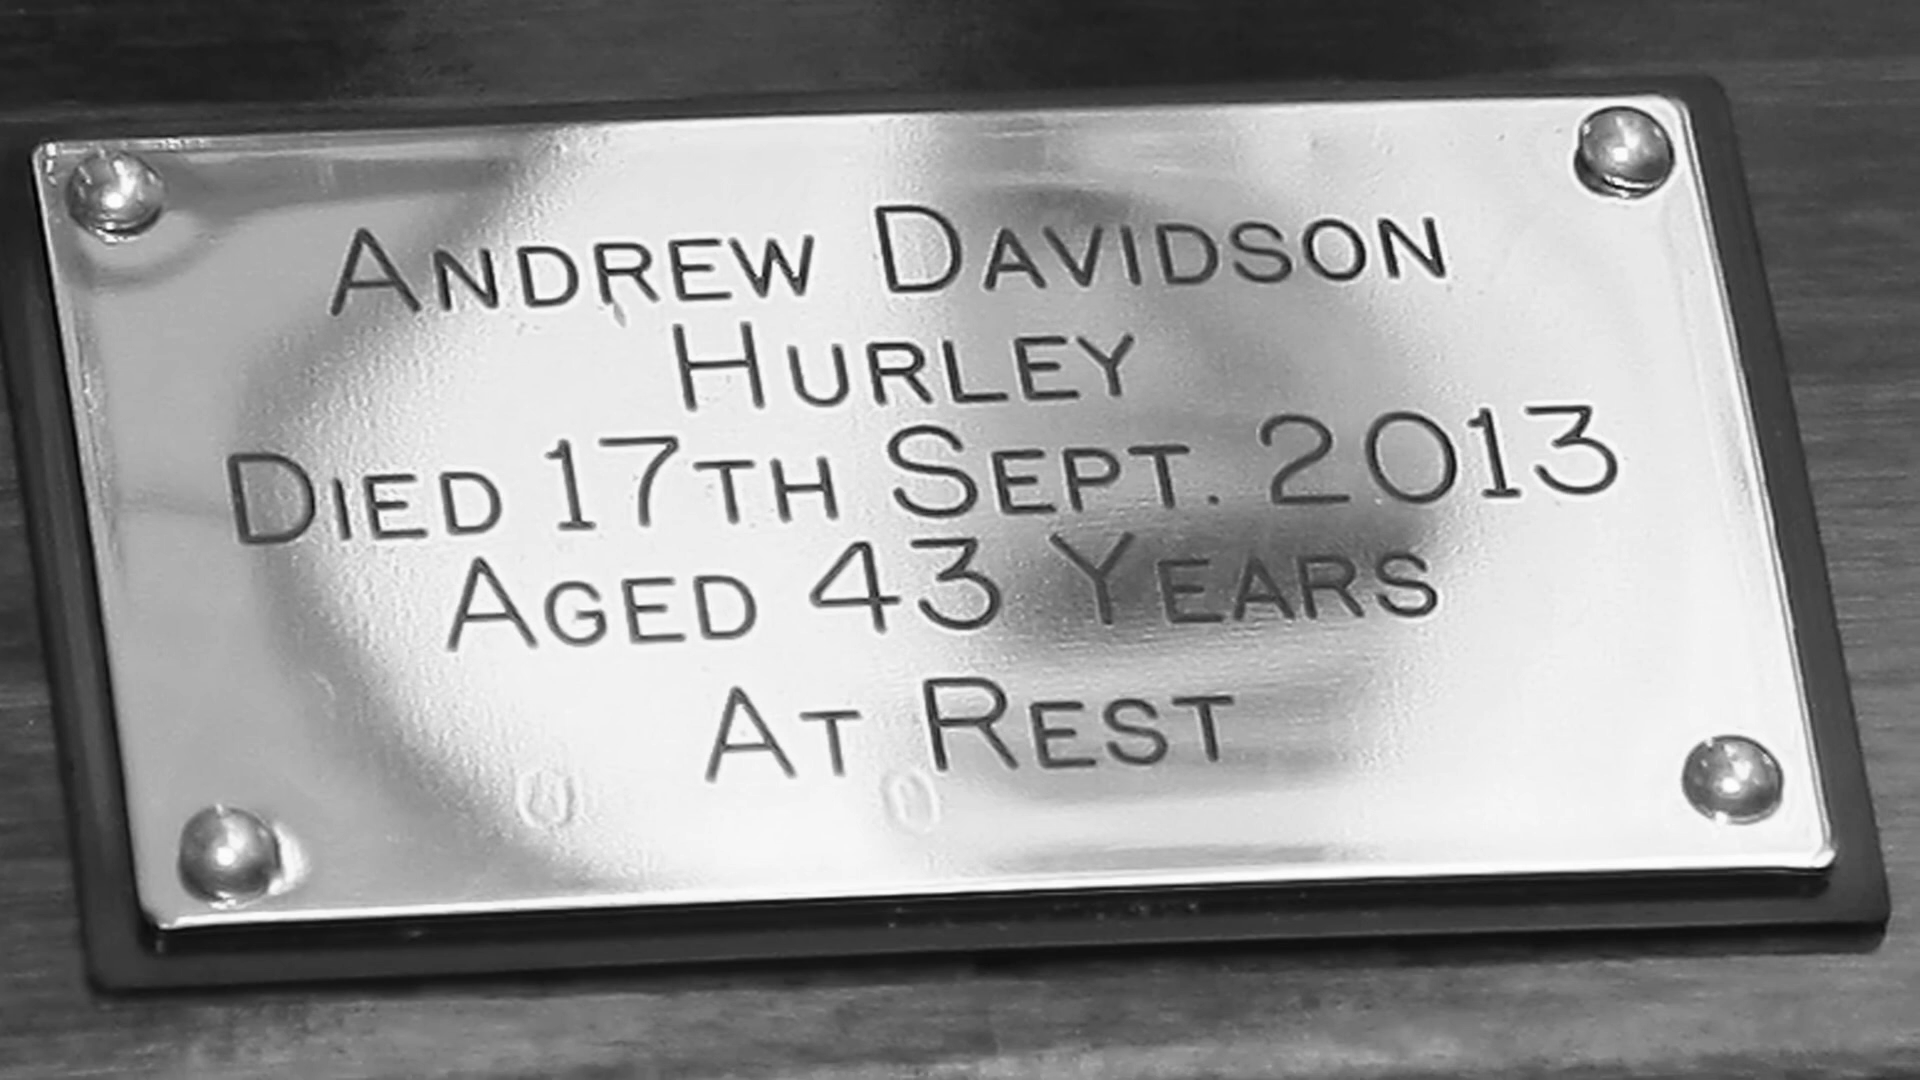 ANDREW DAVIDSON
HURLEY
DIED 17TH SEPT. 2013
AGED 43 YEARS
AT REST